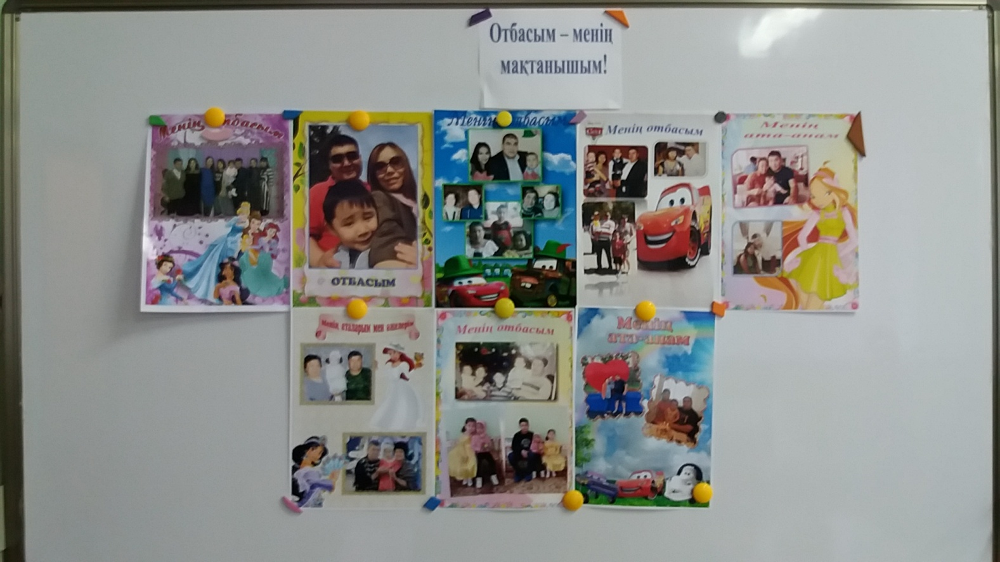 Отбасым – менің
мақтанышым!
Менің отбасым
ОТБАСЫМ
Менің отбасым
Cars
Менің отбасым
Менің
ата-анам
Менің аталарым мен әжелерім
Менің отбасым
Менің
ата-анам